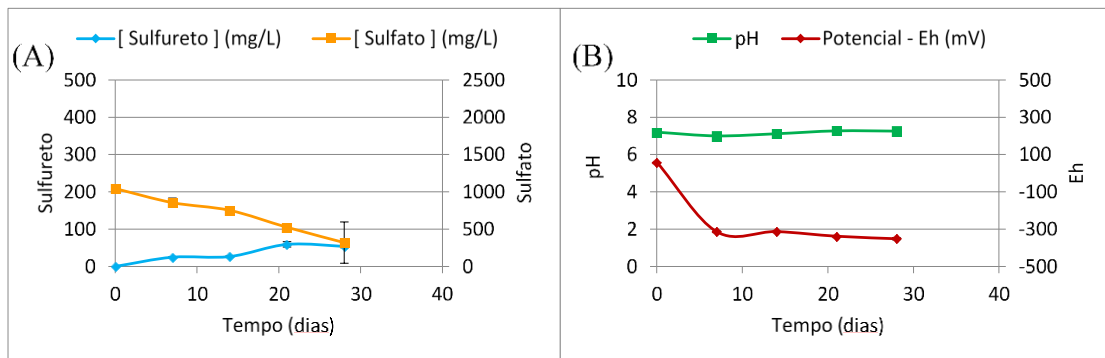 [ Sulfureto ] (mg/L) [ Sulfato ] (mg/L)
(A)
500 2500
400 2000
300 1500
200 1000
100 500
0 0
Sulfureto
Sulfato
0 10 20 30 40
Tempo (dias)
pH Potencial - Eh (mV)
(B)
10 500
8 300
6 100
4 -100
2 -300
0 -500
pH
Eh
0 10 20 30 40
Tempo (dias)